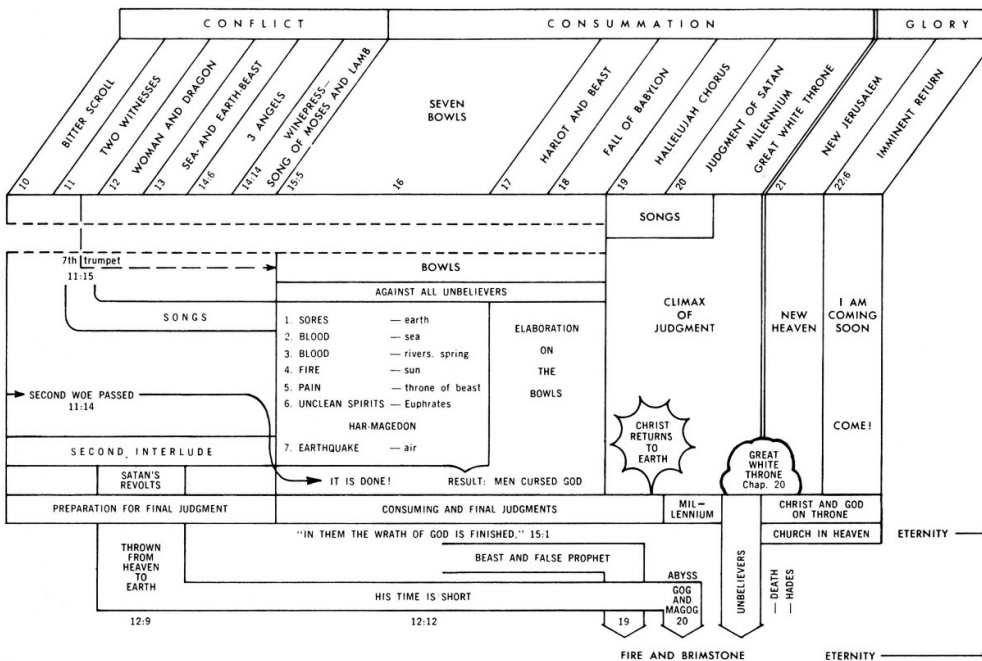 CONFLICT
CONSUMMATION
GLORY
BITTER SCROLL
TWO WITNESSES
WOMAN AND DRAGON
SEA- AND EARTH-BEAST
3 ANGELS
WINEPRESS—
SONG OF MOSES AND LAMB
SEVEN
BOWLS
HARLOT AND BEAST
FALL OF BABYLON
HALLELUJAH CHORUS
JUDGMENT OF SATAN
MILLENNIUM
GREAT WHITE THRONE
NEW JERUSALEM
IMMINENT RETURN
10
11
12
13
14:6
14:14
15:5
16
17
18
19
20
21
22:6
SONGS
7th trumpet
11:15
BOWLS
AGAINST ALL UNBELIEVERS
SONGS
1. SORES — earth
2. BLOOD — sea
3. BLOOD — rivers. spring
4. FIRE — sun
5. PAIN — throne of beast
6. UNCLEAN SPIRITS — Euphrates
HAR-MAGEDON
7. EARTHQUAKE — air
ELABORATION
ON
THE
BOWLS
CLIMAX
OF
JUDGMENT
NEW
HEAVEN
I AM
COMING
SOON
COME!
SECOND WOE PASSED
11:14
SECOND INTERLUDE
SATAN'S
REVOLTS
IT IS DONE!
RESULT: MEN CURSED GOD
CHRIST
RETURNS
TO
EARTH
GREAT
WHITE
THRONE
Chap. 20
PREPARATION FOR FINAL JUDGMENT
CONSUMING AND FINAL JUDGMENTS
MIL–
LENNIUM
CHRIST AND GOD
ON THRONE
"IN THEM THE WRATH OF GOD IS FINISHED," 15:1
CHURCH IN HEAVEN
ETERNITY
THROWN
FROM
HEAVEN
TO
EARTH
BEAST AND FALSE PROPHET
HIS TIME IS SHORT
ABYSS
GOG
AND
MAGOG
20
UNBELIEVERS
— DEATH
— HADES
12:9
12:12
19
FIRE AND BRIMSTONE
ETERNITY